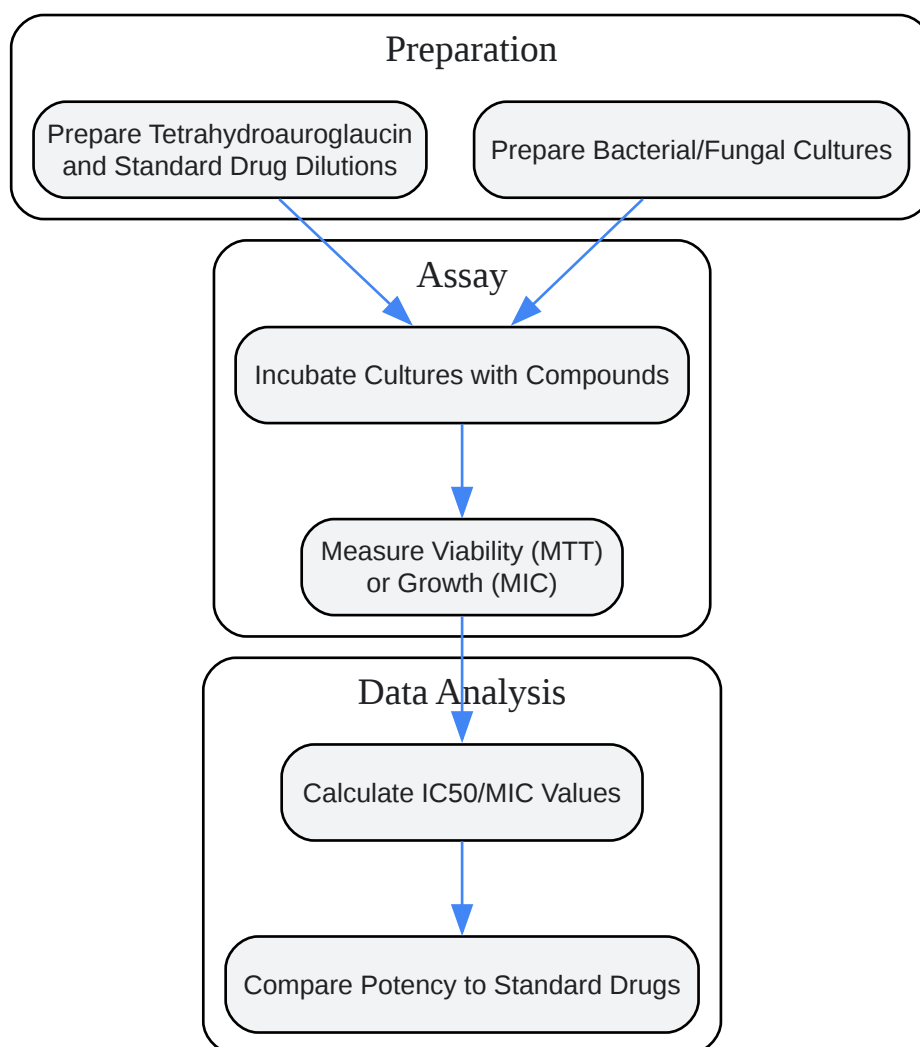 Preparation
Prepare Tetrahydroauroglaucin
and Standard Drug Dilutions
Prepare Bacterial/Fungal Cultures
Assay
Incubate Cultures with Compounds
Measure Viability (MTT)
or Growth (MIC)
Data Analysis
Calculate IC50/MIC Values
Compare Potency to Standard Drugs